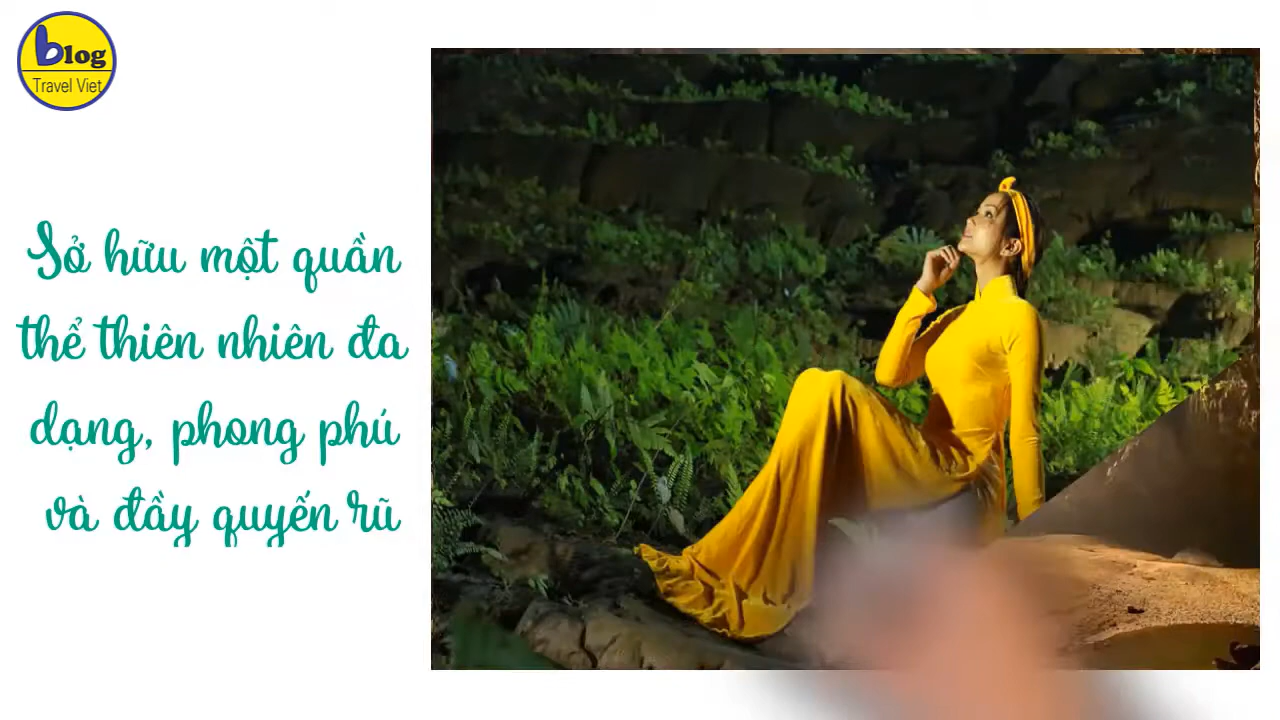 blog
Travel Viet
Sở hữu một quần
thể thiên nhiên đa
dạng, phong phú
và đầy quyến rũ